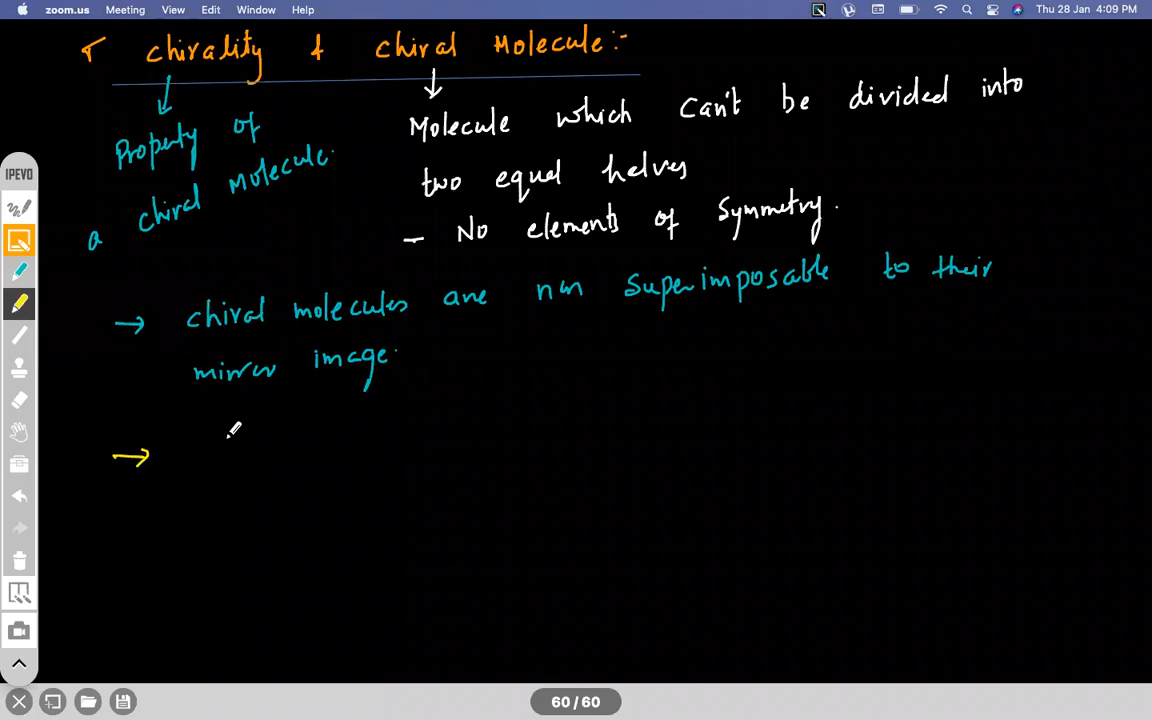 zoom.us Meeting View Edit Window Help Thu 28 Jan 4:09 PM
chirality & chiral Molecule:-
Property of
a chiral Molecule.
Molecule which can't be divided into
two equal halves
- No elements of Symmetry.
IPEVO
→ chiral molecules are non superimposable to their
mirror image.
→
60 / 60